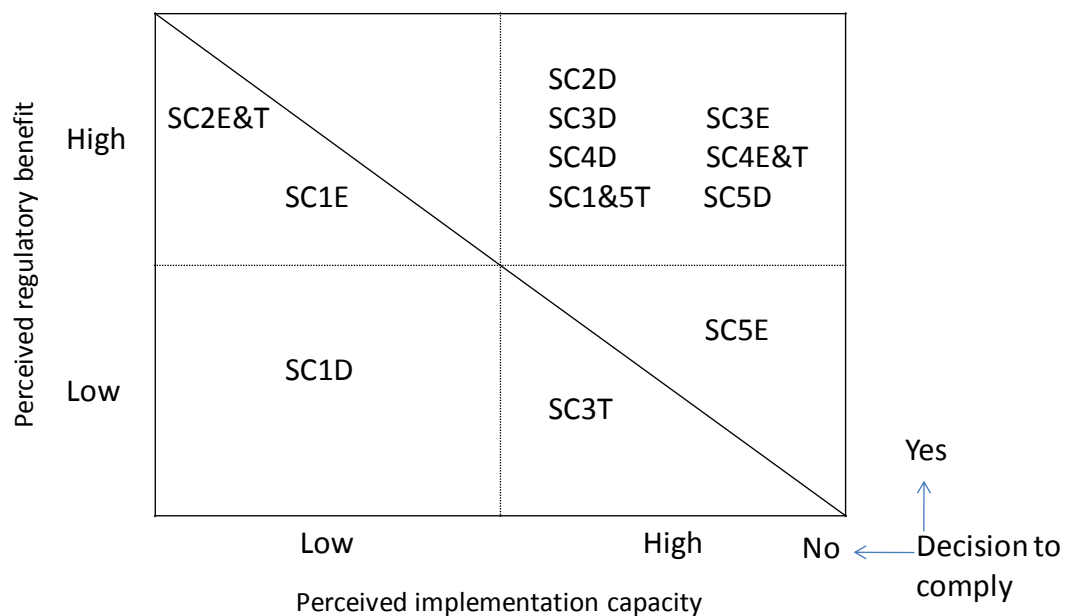 Perceived regulatory benefit
High
Low
SC2E&T
SC1E
SC2D
SC3D SC3E
SC4D SC4E&T
SC1&5T SC5D
SC1D
SC5E
SC3T
Low High
Perceived implementation capacity
Yes
No
Decision to
comply